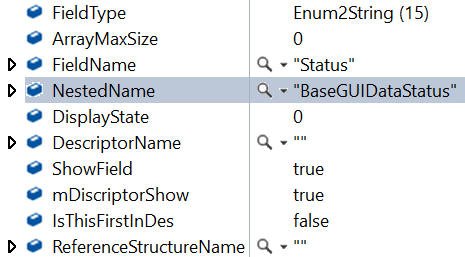 FieldType Enum2String (15)
ArrayMaxSize 0
FieldName "Status"
NestedName "BaseGUIDataStatus"
DisplayState 0
DescriptorName ""
ShowField true
mDiscriptorShow true
IsThisFirstInDes false
ReferenceStructureName ""